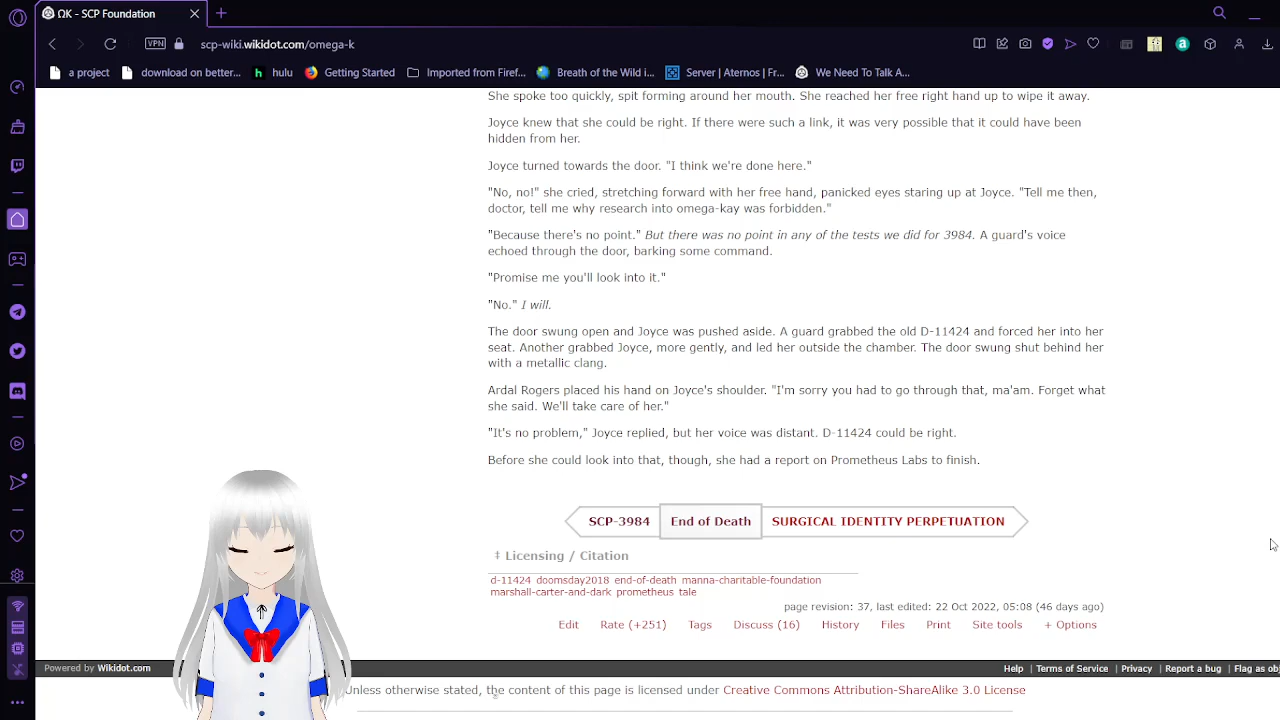 ΩK - SCP Foundation
VPN
scp-wiki.wikidot.com/omega-k
a project
download on better...
h
hulu
Getting Started
Imported from Firef...
Breath of the Wild i...
Server | Aternos | Fr...
We Need To Talk A...
She spoke too quickly, spit forming around her mouth. She reached her free right hand up to wipe it away.
Joyce knew that she could be right. If there were such a link, it was very possible that it could have been
hidden from her.
Joyce turned towards the door. "I think we're done here."
"No, no!" she cried, stretching forward with her free hand, panicked eyes staring up at Joyce. "Tell me then,
doctor, tell me why research into omega-kay was forbidden."
"Because there's no point." But there was no point in any of the tests we did for 3984. A guard's voice
echoed through the door, barking some command.
"Promise me you'll look into it."
"No." I will.
The door swung open and Joyce was pushed aside. A guard grabbed the old D-11424 and forced her into her
seat. Another grabbed Joyce, more gently, and led her outside the chamber. The door swung shut behind her
with a metallic clang.
Ardal Rogers placed his hand on Joyce's shoulder. "I'm sorry you had to go through that, ma'am. Forget what
she said. We'll take care of her."
"It's no problem," Joyce replied, but her voice was distant. D-11424 could be right.
Before she could look into that, though, she had a report on Prometheus Labs to finish.
SCP-3984
End of Death
SURGICAL IDENTITY PERPETUATION
‡ Licensing / Citation
d-11424 doomsday2018 end-of-death manna-charitable-foundation
marshall-carter-and-dark prometheus tale
page revision: 37, last edited: 22 Oct 2022, 05:08 (46 days ago)
Edit
Rate (+251)
Tags
Discuss (16)
History
Files
Print
Site tools
+ Options
Powered by Wikidot.com
Help | Terms of Service | Privacy | Report a bug | Flag as ob
Unless otherwise stated, the content of this page is licensed under Creative Commons Attribution-ShareAlike 3.0 License